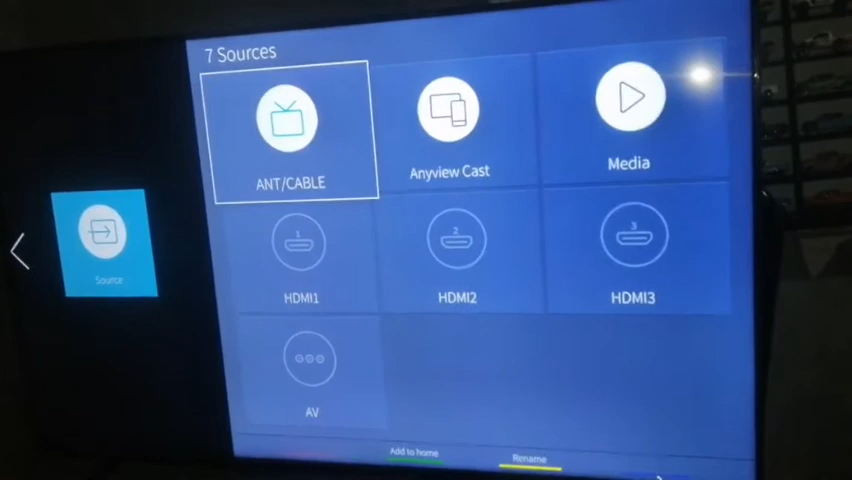 7 Sources
ANT/CABLE
Anyview Cast
Media
Source
1
2
3
HDMI1
HDMI2
HDMI3
AV
Add to home
Rename